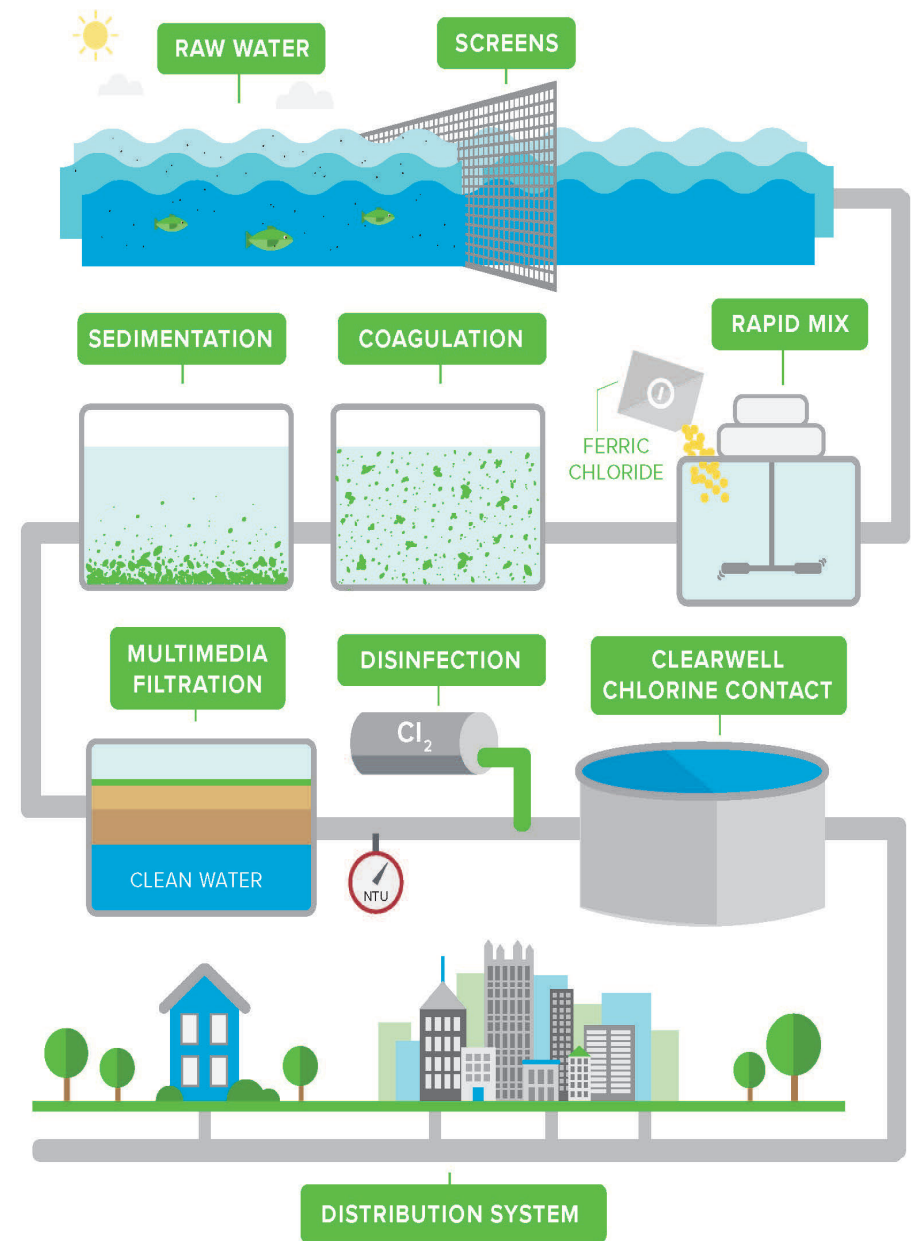 RAW WATER
SCREENS
SEDIMENTATION
COAGULATION
RAPID MIX
FERRIC
CHLORIDE
MULTIMEDIA
FILTRATION
DISINFECTION
CLEARWELL
CHLORINE CONTACT
Cl₂
CLEAN WATER
NTU
DISTRIBUTION SYSTEM